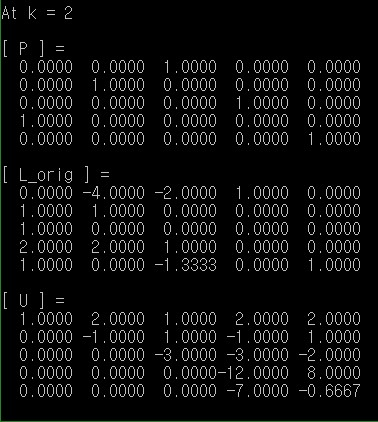 At k = 2
[ P ] =
0.0000 0.0000 1.0000 0.0000 0.0000
0.0000 1.0000 0.0000 0.0000 0.0000
0.0000 0.0000 0.0000 1.0000 0.0000
1.0000 0.0000 0.0000 0.0000 0.0000
0.0000 0.0000 0.0000 0.0000 1.0000
[ L_orig ] =
0.0000 -4.0000 -2.0000 1.0000 0.0000
1.0000 1.0000 0.0000 0.0000 0.0000
1.0000 0.0000 0.0000 0.0000 0.0000
2.0000 2.0000 1.0000 0.0000 0.0000
1.0000 0.0000 -1.3333 0.0000 1.0000
[ U ] =
1.0000 2.0000 1.0000 2.0000 2.0000
0.0000 -1.0000 1.0000 -1.0000 1.0000
0.0000 0.0000 -3.0000 -3.0000 -2.0000
0.0000 0.0000 0.0000-12.0000 8.0000
0.0000 0.0000 0.0000 -7.0000 -0.6667